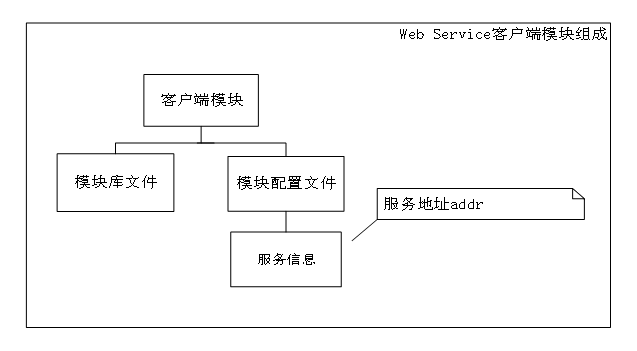 Web Service客户端模块组成
客户端模块
模块库文件
模块配置文件
服务地址addr
服务信息